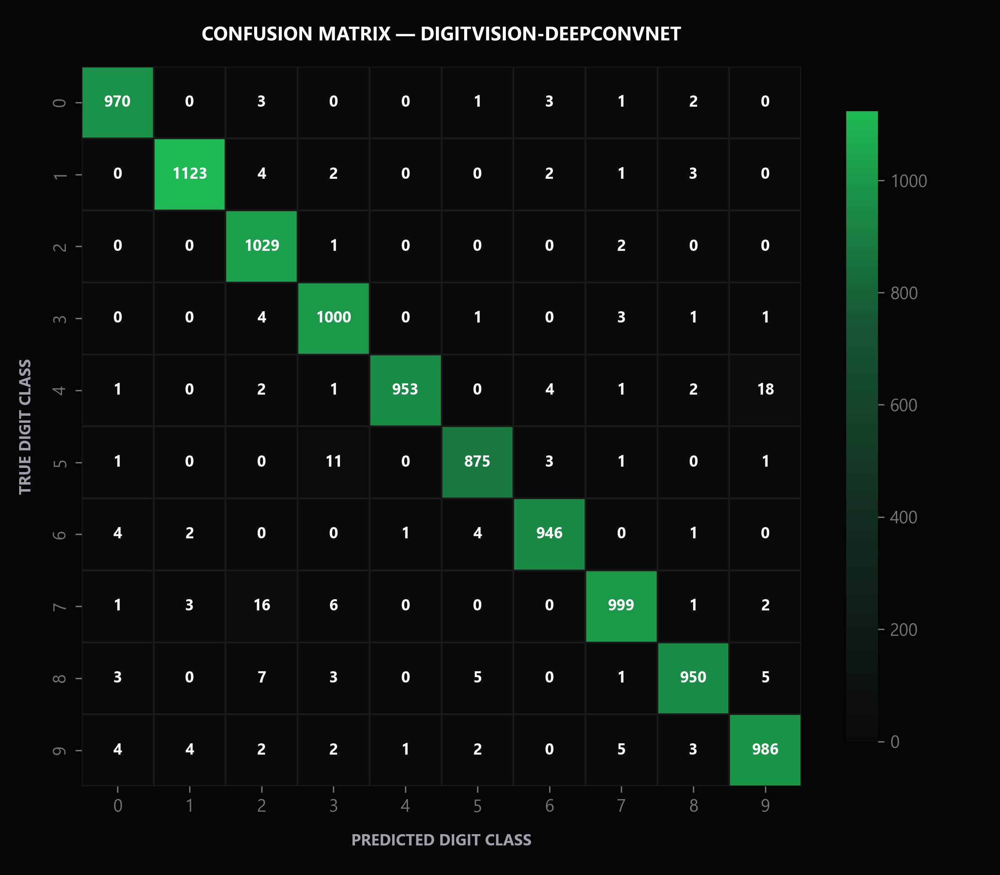 CONFUSION MATRIX — DIGITVISION-DEEPCONVNET
0 970 0 3 0 0 1 3 1 2 0
1 0 1123 4 2 0 0 2 1 3 0
2 0 0 1029 1 0 0 0 2 0 0
3 0 0 4 1000 0 1 0 3 1 1
4 1 0 2 1 953 0 4 1 2 18
5 1 0 0 11 0 875 3 1 0 1
6 4 2 0 0 1 4 946 0 1 0
7 1 3 16 6 0 0 0 999 1 2
8 3 0 7 3 0 5 0 1 950 5
9 4 4 2 2 1 2 0 5 3 986
0 1 2 3 4 5 6 7 8 9
PREDICTED DIGIT CLASS
TRUE DIGIT CLASS
1000
800
600
400
200
0